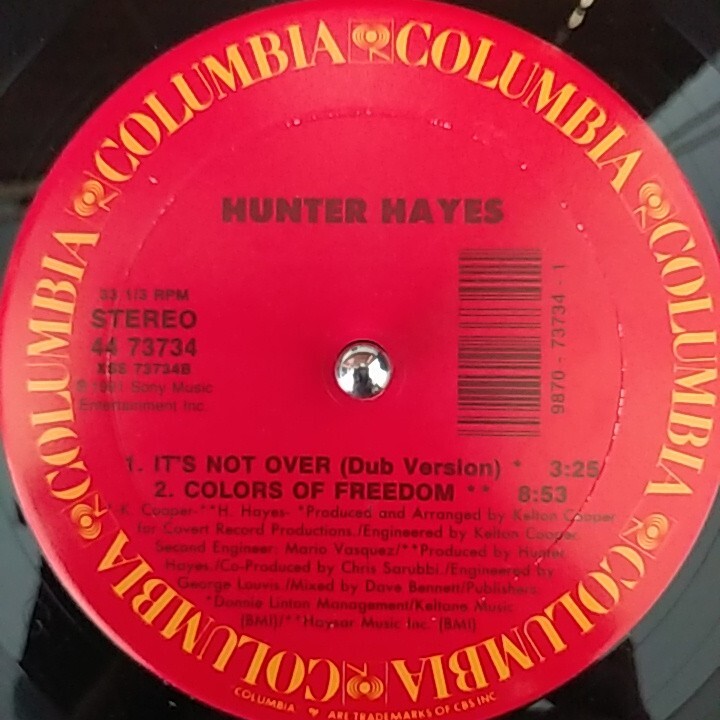 COLUMBIA COLUMBIA COLUMBIA COLUMBIA COLUMBIA COLUMBIA COLUMBIA
HUNTER HAYES
33 1/3 RPM
STEREO
44 73734
XSS 73734B
℗ 1991 Sony Music
Entertainment Inc.
9870 - 73734 - 1
1. IT'S NOT OVER (Dub Version) * 3:25
2. COLORS OF FREEDOM ** 8:53
K. Cooper-**H. Hayes- *Produced and Arranged by Kelton Cooper
for Covert Record Productions./Engineered by Kelton Cooper
Second Engineer: Mario Vasquez/**Produced by Hunter
Hayes./Co-Produced by Chris Sarubbi/Engineered by
George Louvis./Mixed by Dave Bennett/Publishers:
*Donnie Linton Management/Keltone Music
(BMI)/**Haysar Music Inc. (BMI)
"COLUMBIA" ARE TRADEMARKS OF CBS INC.